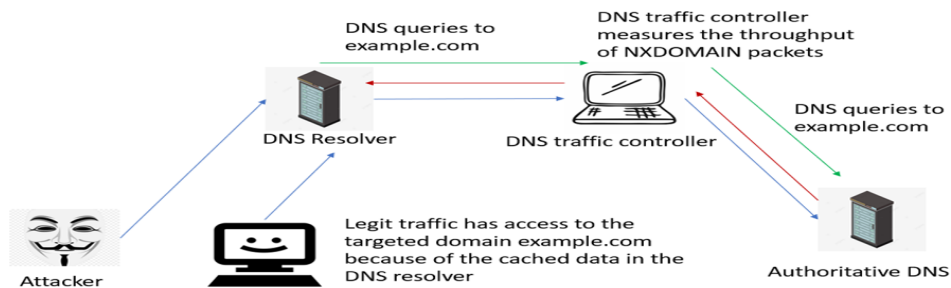 DNS queries to
example.com
DNS traffic controller
measures the throughput
of NXDOMAIN packets
DNS queries to
example.com
DNS Resolver
DNS traffic controller
Legit traffic has access to the
targeted domain example.com
because of the cached data in the
DNS resolver
Attacker
Authoritative DNS